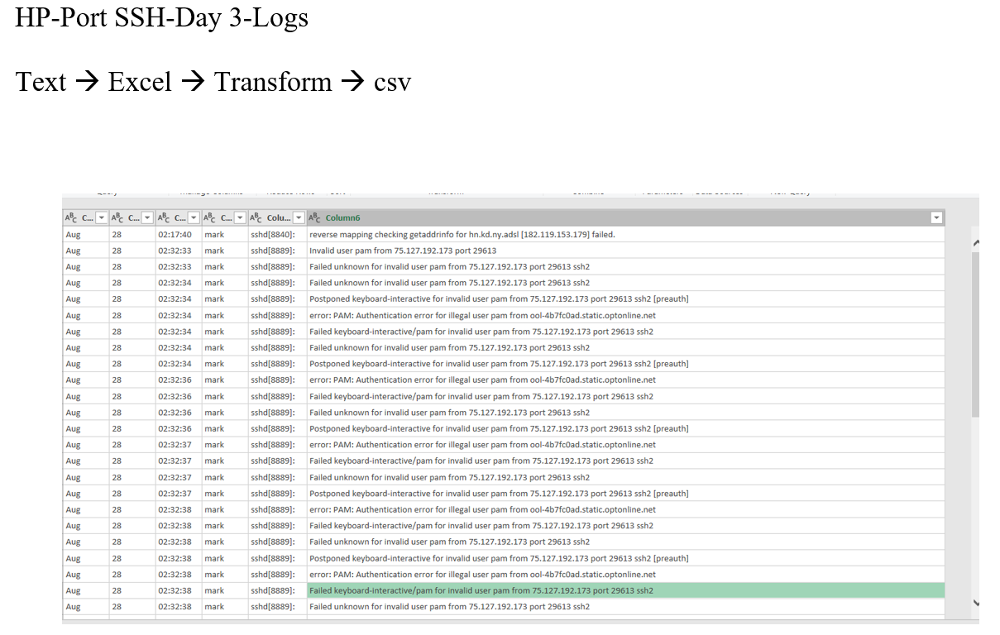 HP-Port SSH-Day 3-Logs
Text → Excel → Transform → csv
ABC C... ABC C... ABC C... ABC C... ABC Colu... ABC Column6
Aug 28 02:17:40 mark sshd[8840]: reverse mapping checking getaddrinfo for hn.kd.ny.adsl [182.119.153.179] failed.
Aug 28 02:32:33 mark sshd[8889]: Invalid user pam from 75.127.192.173 port 29613
Aug 28 02:32:33 mark sshd[8889]: Failed unknown for invalid user pam from 75.127.192.173 port 29613 ssh2
Aug 28 02:32:34 mark sshd[8889]: Failed unknown for invalid user pam from 75.127.192.173 port 29613 ssh2
Aug 28 02:32:34 mark sshd[8889]: Postponed keyboard-interactive for invalid user pam from 75.127.192.173 port 29613 ssh2 [preauth]
Aug 28 02:32:34 mark sshd[8889]: error: PAM: Authentication error for illegal user pam from ool-4b7fc0ad.static.optonline.net
Aug 28 02:32:34 mark sshd[8889]: Failed keyboard-interactive/pam for invalid user pam from 75.127.192.173 port 29613 ssh2
Aug 28 02:32:34 mark sshd[8889]: Failed unknown for invalid user pam from 75.127.192.173 port 29613 ssh2
Aug 28 02:32:34 mark sshd[8889]: Postponed keyboard-interactive for invalid user pam from 75.127.192.173 port 29613 ssh2 [preauth]
Aug 28 02:32:36 mark sshd[8889]: error: PAM: Authentication error for illegal user pam from ool-4b7fc0ad.static.optonline.net
Aug 28 02:32:36 mark sshd[8889]: Failed keyboard-interactive/pam for invalid user pam from 75.127.192.173 port 29613 ssh2
Aug 28 02:32:36 mark sshd[8889]: Failed unknown for invalid user pam from 75.127.192.173 port 29613 ssh2
Aug 28 02:32:36 mark sshd[8889]: Postponed keyboard-interactive for invalid user pam from 75.127.192.173 port 29613 ssh2 [preauth]
Aug 28 02:32:37 mark sshd[8889]: error: PAM: Authentication error for illegal user pam from ool-4b7fc0ad.static.optonline.net
Aug 28 02:32:37 mark sshd[8889]: Failed keyboard-interactive/pam for invalid user pam from 75.127.192.173 port 29613 ssh2
Aug 28 02:32:37 mark sshd[8889]: Failed unknown for invalid user pam from 75.127.192.173 port 29613 ssh2
Aug 28 02:32:37 mark sshd[8889]: Postponed keyboard-interactive for invalid user pam from 75.127.192.173 port 29613 ssh2 [preauth]
Aug 28 02:32:38 mark sshd[8889]: error: PAM: Authentication error for illegal user pam from ool-4b7fc0ad.static.optonline.net
Aug 28 02:32:38 mark sshd[8889]: Failed keyboard-interactive/pam for invalid user pam from 75.127.192.173 port 29613 ssh2
Aug 28 02:32:38 mark sshd[8889]: Failed unknown for invalid user pam from 75.127.192.173 port 29613 ssh2
Aug 28 02:32:38 mark sshd[8889]: Postponed keyboard-interactive for invalid user pam from 75.127.192.173 port 29613 ssh2 [preauth]
Aug 28 02:32:38 mark sshd[8889]: error: PAM: Authentication error for illegal user pam from ool-4b7fc0ad.static.optonline.net
Aug 28 02:32:38 mark sshd[8889]: Failed keyboard-interactive/pam for invalid user pam from 75.127.192.173 port 29613 ssh2
Aug 28 02:32:38 mark sshd[8889]: Failed unknown for invalid user pam from 75.127.192.173 port 29613 ssh2